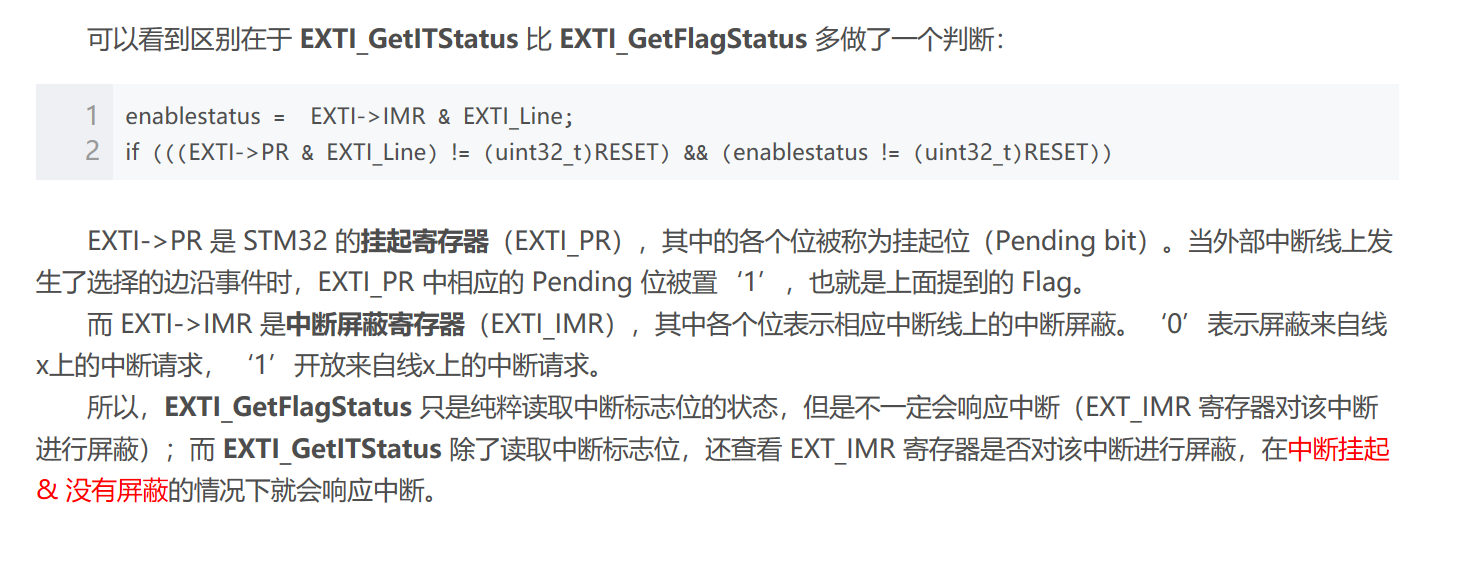 可以看到区别在于 EXTI_GetITStatus 比 EXTI_GetFlagStatus 多做了一个判断：
1 enablestatus =  EXTI->IMR & EXTI_Line;
2 if (((EXTI->PR & EXTI_Line) != (uint32_t)RESET) && (enablestatus != (uint32_t)RESET))
EXTI->PR 是 STM32 的挂起寄存器（EXTI_PR），其中的各个位被称为挂起位（Pending bit）。当外部中断线上发
生了选择的边沿事件时，EXTI_PR 中相应的 Pending 位被置‘1’，也就是上面提到的 Flag。
而 EXTI->IMR 是中断屏蔽寄存器（EXTI_IMR），其中各个位表示相应中断线上的中断屏蔽。‘0’表示屏蔽来自线
x上的中断请求，‘1’开放来自线x上的中断请求。
所以，EXTI_GetFlagStatus 只是纯粹读取中断标志位的状态，但是不一定会响应中断（EXT_IMR 寄存器对该中断
进行屏蔽）；而 EXTI_GetITStatus 除了读取中断标志位，还查看 EXT_IMR 寄存器是否对该中断进行屏蔽，在中断挂起
& 没有屏蔽的情况下就会响应中断。